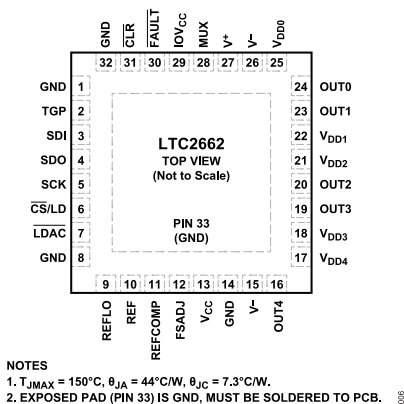 GND
C̅L̅R̅
F̅A̅U̅L̅T̅
IOVCC
MUX
V+
V–
VDD0
32 31 30 29 28 27 26 25
GND 1
TGP 2
SDI 3
SDO 4
SCK 5
C̅S̅/LD 6
L̅D̅A̅C̅ 7
GND 8
LTC2662
TOP VIEW
(Not to Scale)
PIN 33
(GND)
24 OUT0
23 OUT1
22 VDD1
21 VDD2
20 OUT2
19 OUT3
18 VDD3
17 VDD4
9 10 11 12 13 14 15 16
REFLO
REF
REFCOMP
FSADJ
VCC
GND
V–
OUT4
NOTES
1. TJMAX = 150°C, θJA = 44°C/W, θJC = 7.3°C/W.
2. EXPOSED PAD (PIN 33) IS GND, MUST BE SOLDERED TO PCB.
006